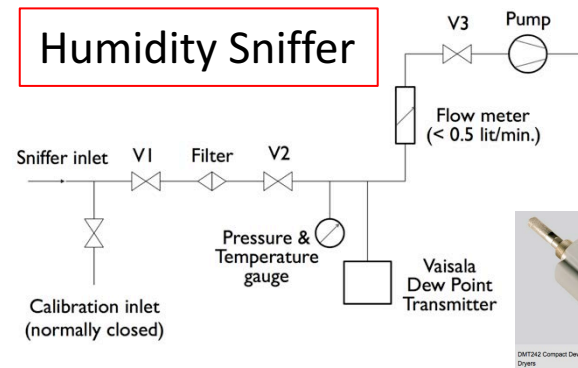 Humidity Sniffer
V3
Pump
Flow meter
(< 0.5 lit/min.)
Sniffer inlet
V1
Filter
V2
Pressure &
Temperature
gauge
Vaisala
Dew Point
Transmitter
Calibration inlet
(normally closed)
DMT242 Compact Dew
Dryers